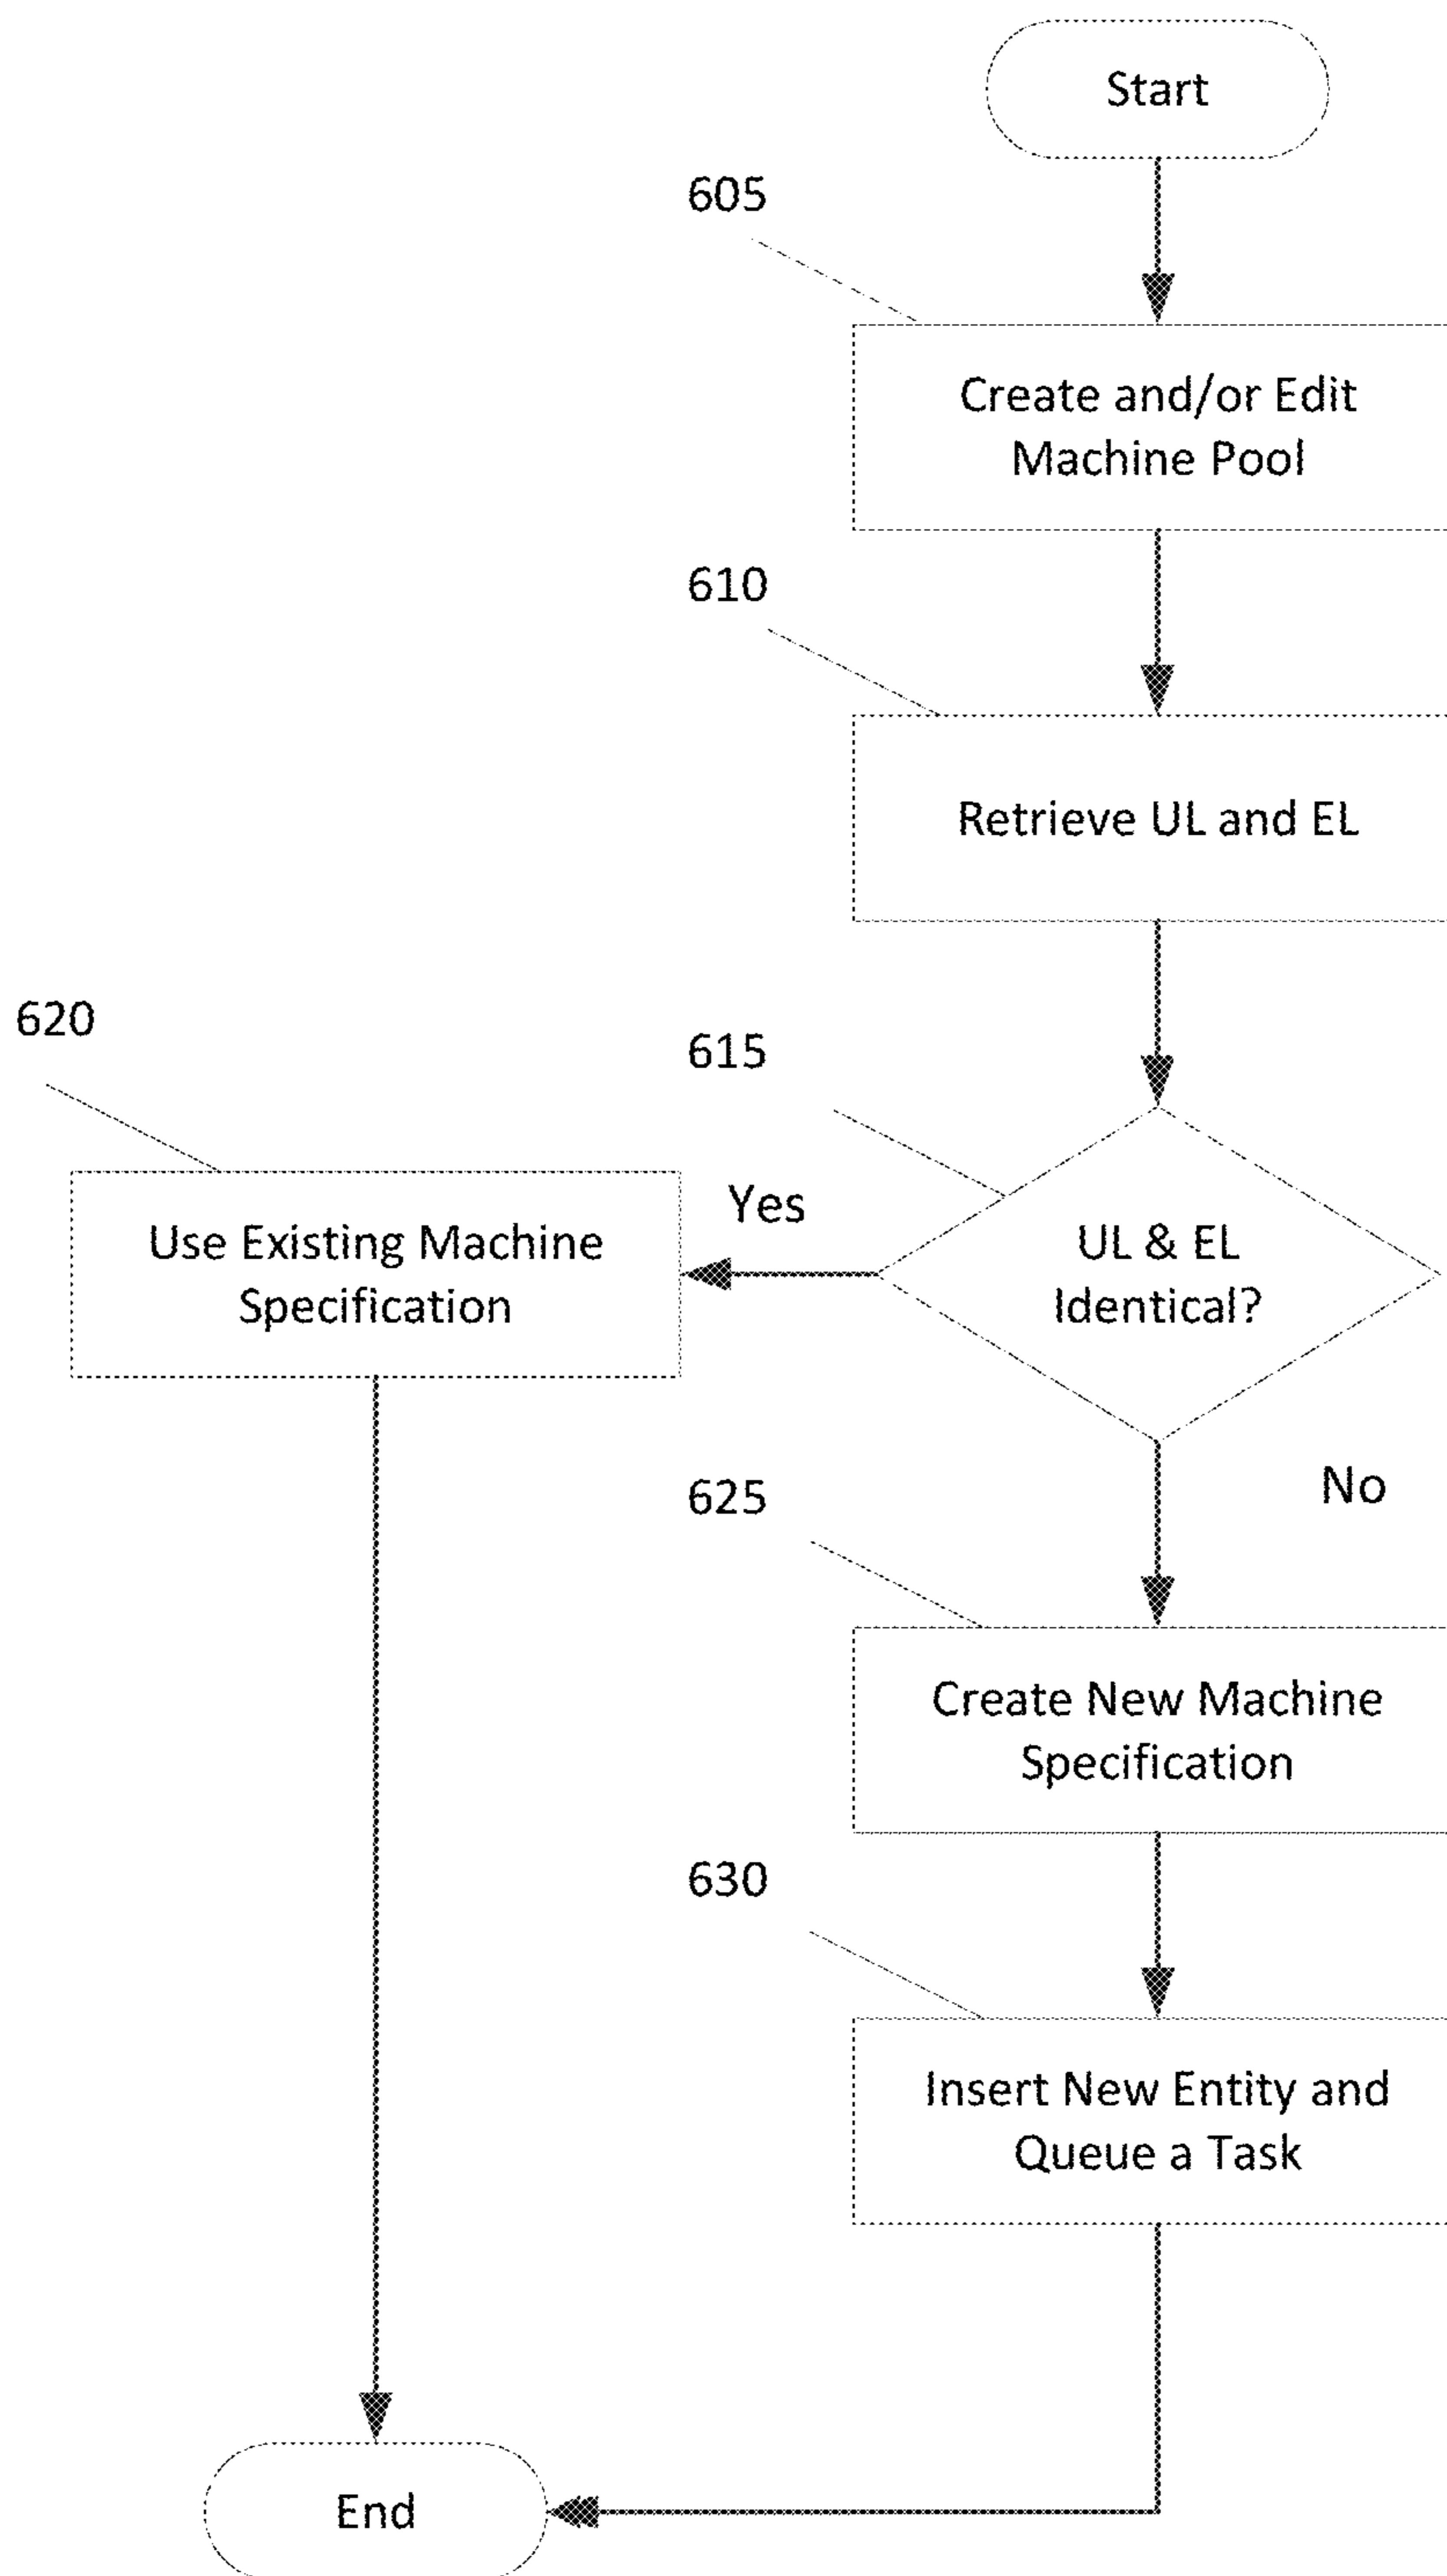 Start
605
Create and/or Edit
Machine Pool
610
Retrieve UL and EL
620
615
Yes
Use Existing Machine
Specification
UL & EL
Identical?
No
625
Create New Machine
Specification
630
Insert New Entity and
Queue a Task
End